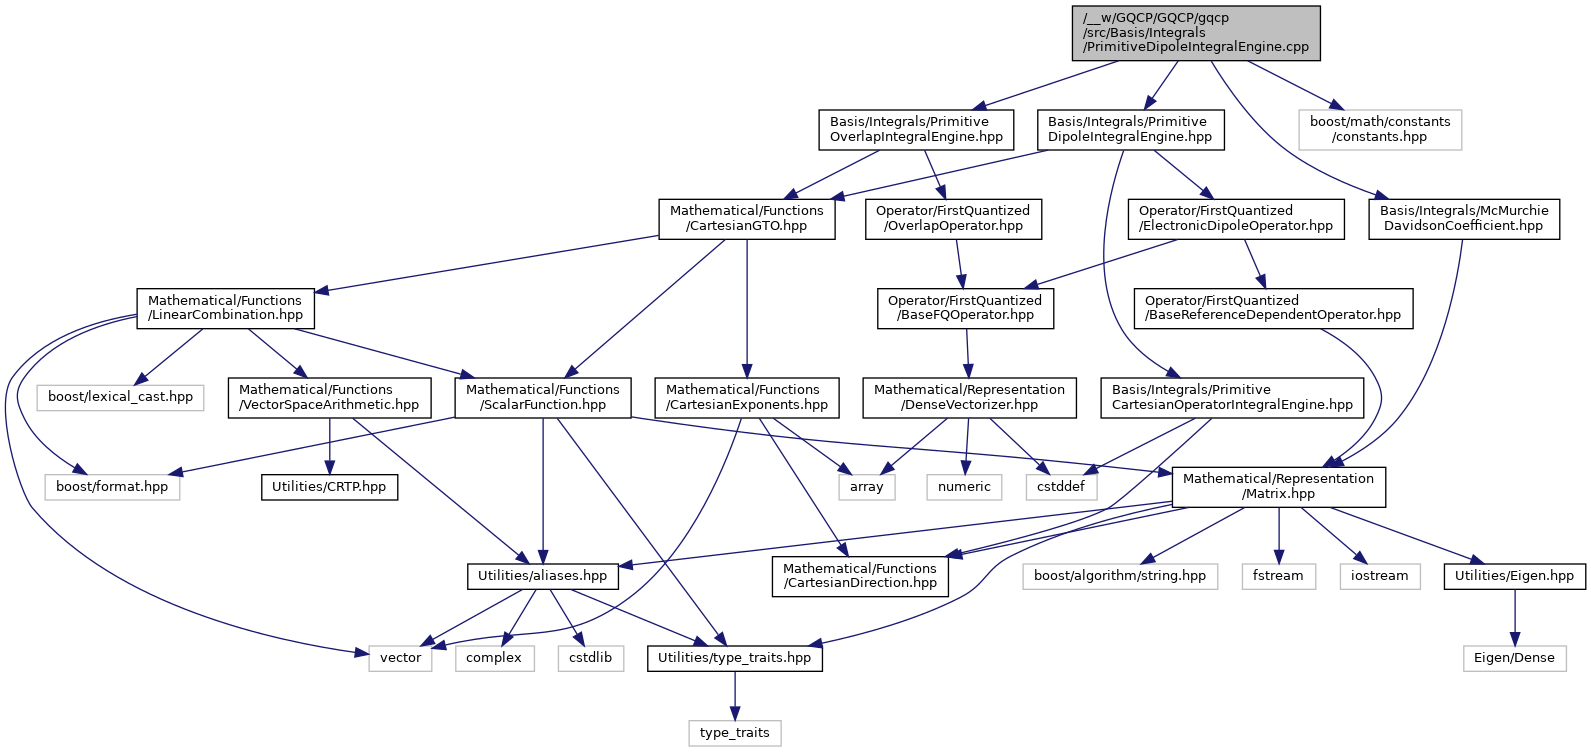 /__w/GQCP/GQCP/gqcp
/src/Basis/Integrals
/PrimitiveDipoleIntegralEngine.cpp
Basis/Integrals/Primitive
OverlapIntegralEngine.hpp
Basis/Integrals/Primitive
DipoleIntegralEngine.hpp
boost/math/constants
/constants.hpp
Mathematical/Functions
/CartesianGTO.hpp
Operator/FirstQuantized
/OverlapOperator.hpp
Operator/FirstQuantized
/ElectronicDipoleOperator.hpp
Basis/Integrals/McMurchie
DavidsonCoefficient.hpp
Mathematical/Functions
/LinearCombination.hpp
Operator/FirstQuantized
/BaseFQOperator.hpp
Operator/FirstQuantized
/BaseReferenceDependentOperator.hpp
boost/lexical_cast.hpp
Mathematical/Functions
/VectorSpaceArithmetic.hpp
Mathematical/Functions
/ScalarFunction.hpp
Mathematical/Functions
/CartesianExponents.hpp
Mathematical/Representation
/DenseVectorizer.hpp
Basis/Integrals/Primitive
CartesianOperatorIntegralEngine.hpp
boost/format.hpp
Utilities/CRTP.hpp
array
numeric
cstddef
Mathematical/Representation
/Matrix.hpp
Utilities/aliases.hpp
Mathematical/Functions
/CartesianDirection.hpp
boost/algorithm/string.hpp
fstream
iostream
Utilities/Eigen.hpp
vector
complex
cstdlib
Utilities/type_traits.hpp
Eigen/Dense
type_traits